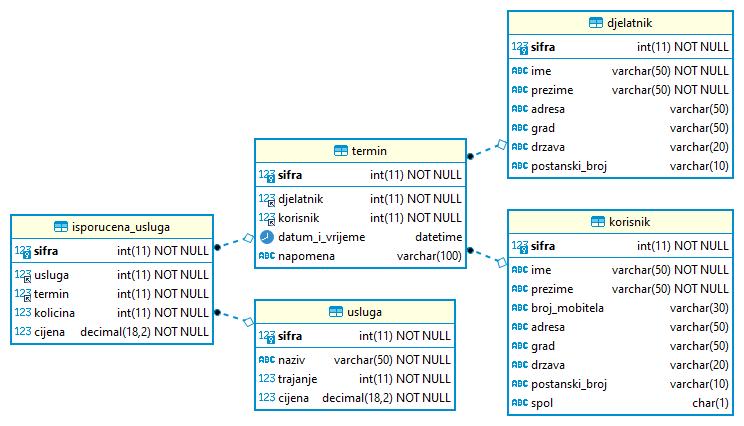 djelatnik
123 sifra int(11) NOT NULL
ABC ime varchar(50) NOT NULL
ABC prezime varchar(50) NOT NULL
ABC adresa varchar(50)
ABC grad varchar(50)
ABC drzava varchar(20)
ABC postanski_broj varchar(10)
termin
123 sifra int(11) NOT NULL
123 djelatnik int(11) NOT NULL
123 korisnik int(11) NOT NULL
datum_i_vrijeme datetime
ABC napomena varchar(100)
isporucena_usluga
123 sifra int(11) NOT NULL
123 usluga int(11) NOT NULL
123 termin int(11) NOT NULL
123 kolicina int(11) NOT NULL
123 cijena decimal(18,2) NOT NULL
usluga
123 sifra int(11) NOT NULL
ABC naziv varchar(50) NOT NULL
123 trajanje int(11) NOT NULL
123 cijena decimal(18,2) NOT NULL
korisnik
123 sifra int(11) NOT NULL
ABC ime varchar(50) NOT NULL
ABC prezime varchar(50) NOT NULL
ABC broj_mobitela varchar(30)
ABC adresa varchar(50)
ABC grad varchar(50)
ABC drzava varchar(20)
ABC postanski_broj varchar(10)
ABC spol char(1)